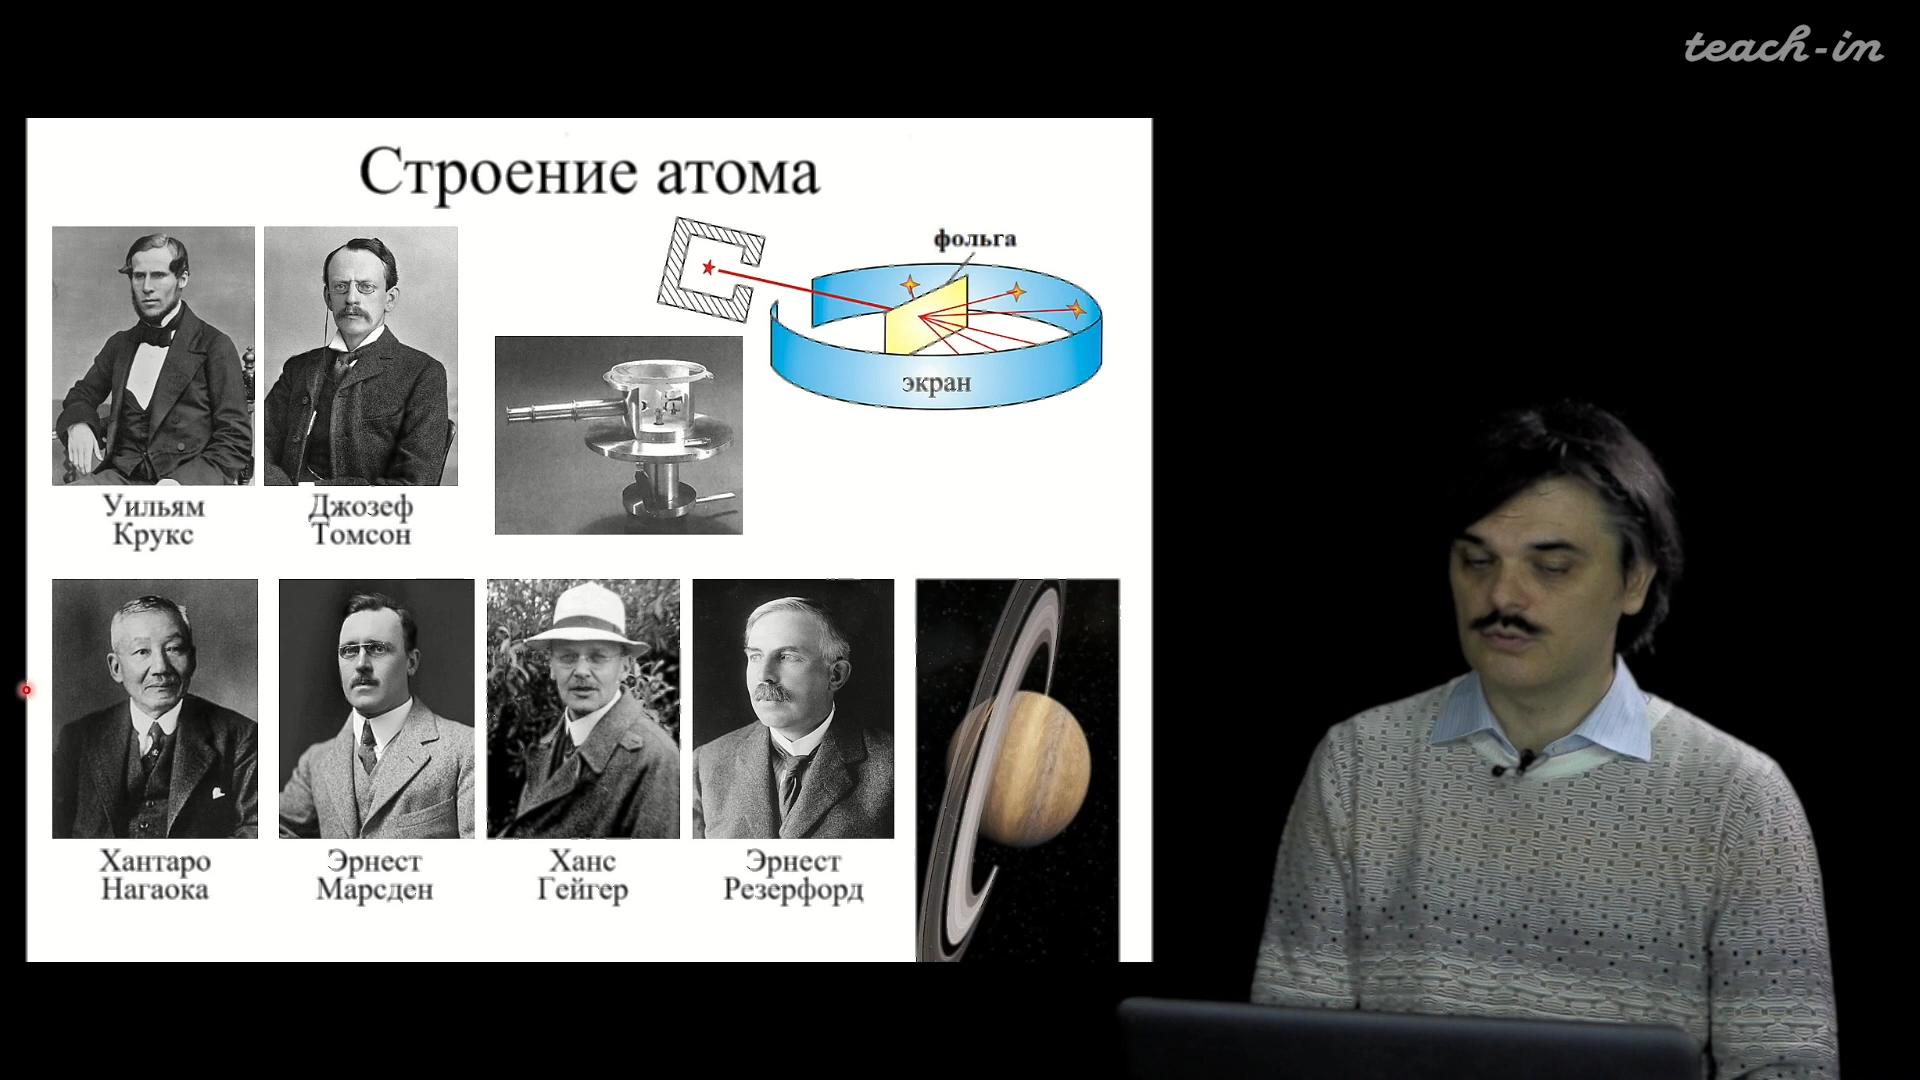 teach-in
Строение атома
фольга
экран
Уильям
Крукс
Джозеф
Томсон
Хантаро
Нагаока
Эрнест
Марсден
Ханс
Гейгер
Эрнест
Резерфорд